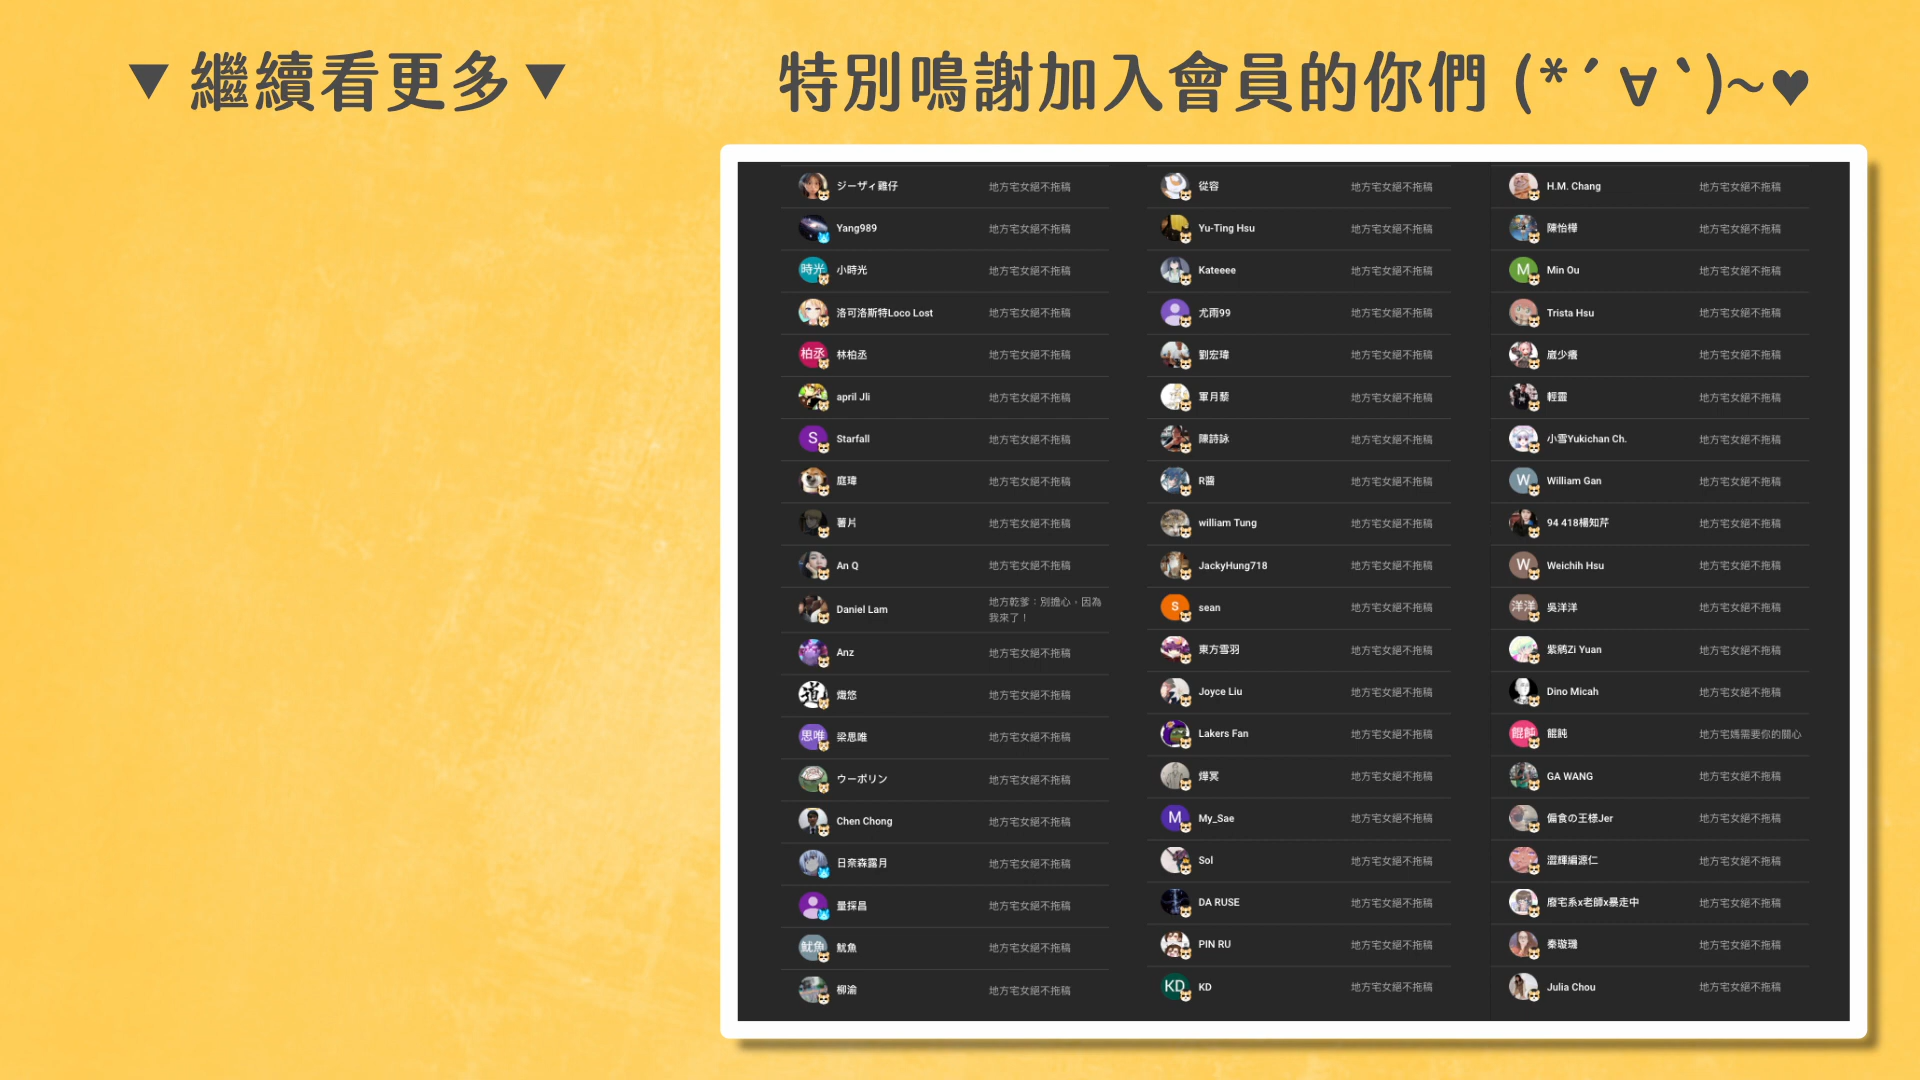 ▼ 繼續看更多 ▼
特別鳴謝加入會員的你們 (*ˊ∀ˋ)~♥
ジーザィ雞仔 地方宅女絕不拖稿
Yang989 地方宅女絕不拖稿
時光 小時光 地方宅女絕不拖稿
洛可洛斯特Loco Lost 地方宅女絕不拖稿
柏丞 林柏丞 地方宅女絕不拖稿
april Jli 地方宅女絕不拖稿
S Starfall 地方宅女絕不拖稿
庭瑋 地方宅女絕不拖稿
薯片 地方宅女絕不拖稿
An Q 地方宅女絕不拖稿
Daniel Lam 地方乾爹：別擔心，因為
我來了！
Anz 地方宅女絕不拖稿
道 熾悠 地方宅女絕不拖稿
思唯 梁思唯 地方宅女絕不拖稿
ウーボリン 地方宅女絕不拖稿
Chen Chong 地方宅女絕不拖稿
日奈森露月 地方宅女絕不拖稿
量採昌 地方宅女絕不拖稿
魷魚 魷魚 地方宅女絕不拖稿
柳渝 地方宅女絕不拖稿
從容 地方宅女絕不拖稿
Yu-Ting Hsu 地方宅女絕不拖稿
Kateeee 地方宅女絕不拖稿
尤雨99 地方宅女絕不拖稿
劉宏瑋 地方宅女絕不拖稿
軍月藜 地方宅女絕不拖稿
陳詩詠 地方宅女絕不拖稿
R醬 地方宅女絕不拖稿
william Tung 地方宅女絕不拖稿
JackyHung718 地方宅女絕不拖稿
S sean 地方宅女絕不拖稿
東方雪羽 地方宅女絕不拖稿
Joyce Liu 地方宅女絕不拖稿
Lakers Fan 地方宅女絕不拖稿
燁冥 地方宅女絕不拖稿
M My_Sae 地方宅女絕不拖稿
Sol 地方宅女絕不拖稿
DA RUSE 地方宅女絕不拖稿
PIN RU 地方宅女絕不拖稿
KD KD 地方宅女絕不拖稿
H.M. Chang 地方宅女絕不拖稿
陳怡樺 地方宅女絕不拖稿
M Min Ou 地方宅女絕不拖稿
Trista Hsu 地方宅女絕不拖稿
少 地方宅女絕不拖稿
輕靈 地方宅女絕不拖稿
小雪Yukichan Ch. 地方宅女絕不拖稿
W William Gan 地方宅女絕不拖稿
94 418楊知芹 地方宅女絕不拖稿
W Weichih Hsu 地方宅女絕不拖稿
洋洋 吳洋洋 地方宅女絕不拖稿
Zi Yuan 地方宅女絕不拖稿
Dino Micah 地方宅女絕不拖稿
餛飩 餛飩 地方宅媽需要你的關心
GA WANG 地方宅女絕不拖稿
偏食の王様Jer 地方宅女絕不拖稿
澀輝編源仁 地方宅女絕不拖稿
廢宅系x老師x暴走中 地方宅女絕不拖稿
秦璇璣 地方宅女絕不拖稿
Julia Chou 地方宅女絕不拖稿